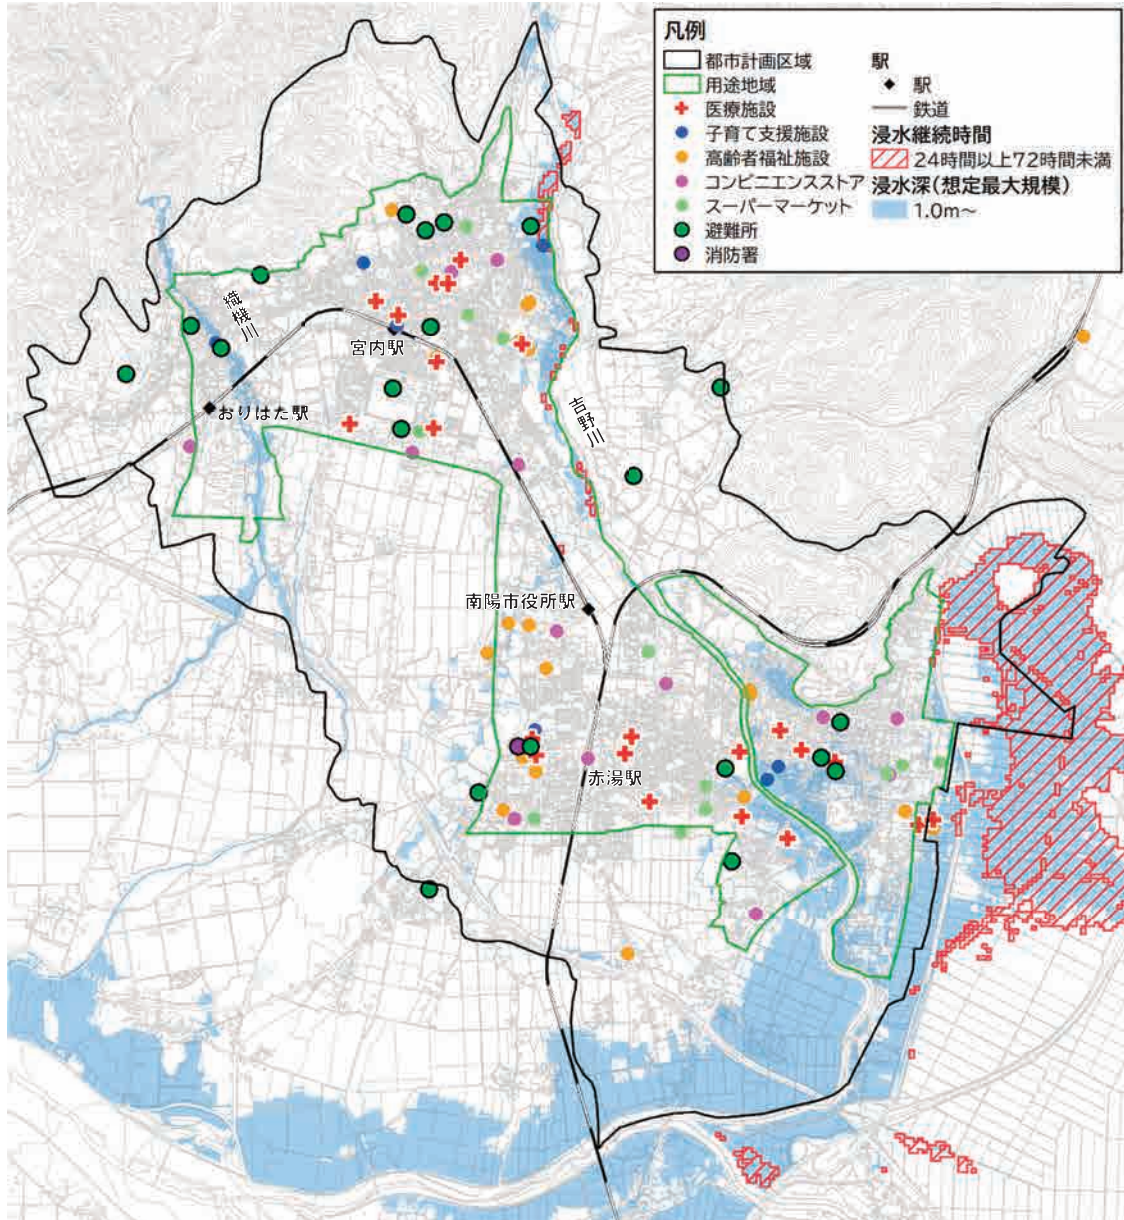 凡例
都市計画区域
用途地域
医療施設
子育て支援施設
高齢者福祉施設
コンビニエンスストア
スーパーマーケット
避難所
消防署
駅
駅
鉄道
浸水継続時間
24時間以上72時間未満
浸水深(想定最大規模)
1.0m~
織機川
宮内駅
おりはた駅
吉野川
南陽市役所駅
赤湯駅